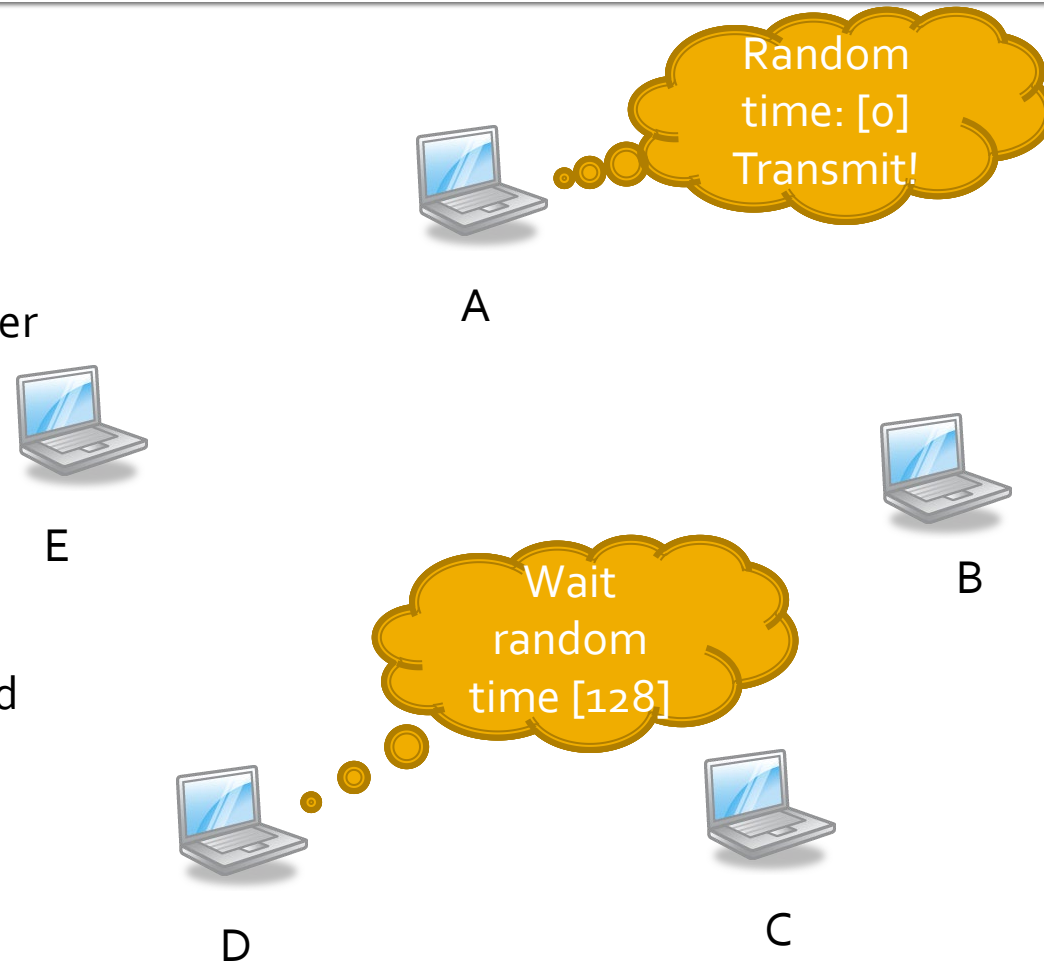 Random
time: [0]
Transmit!
A
er
E
B
Wait
random
time [128]
d
D
C